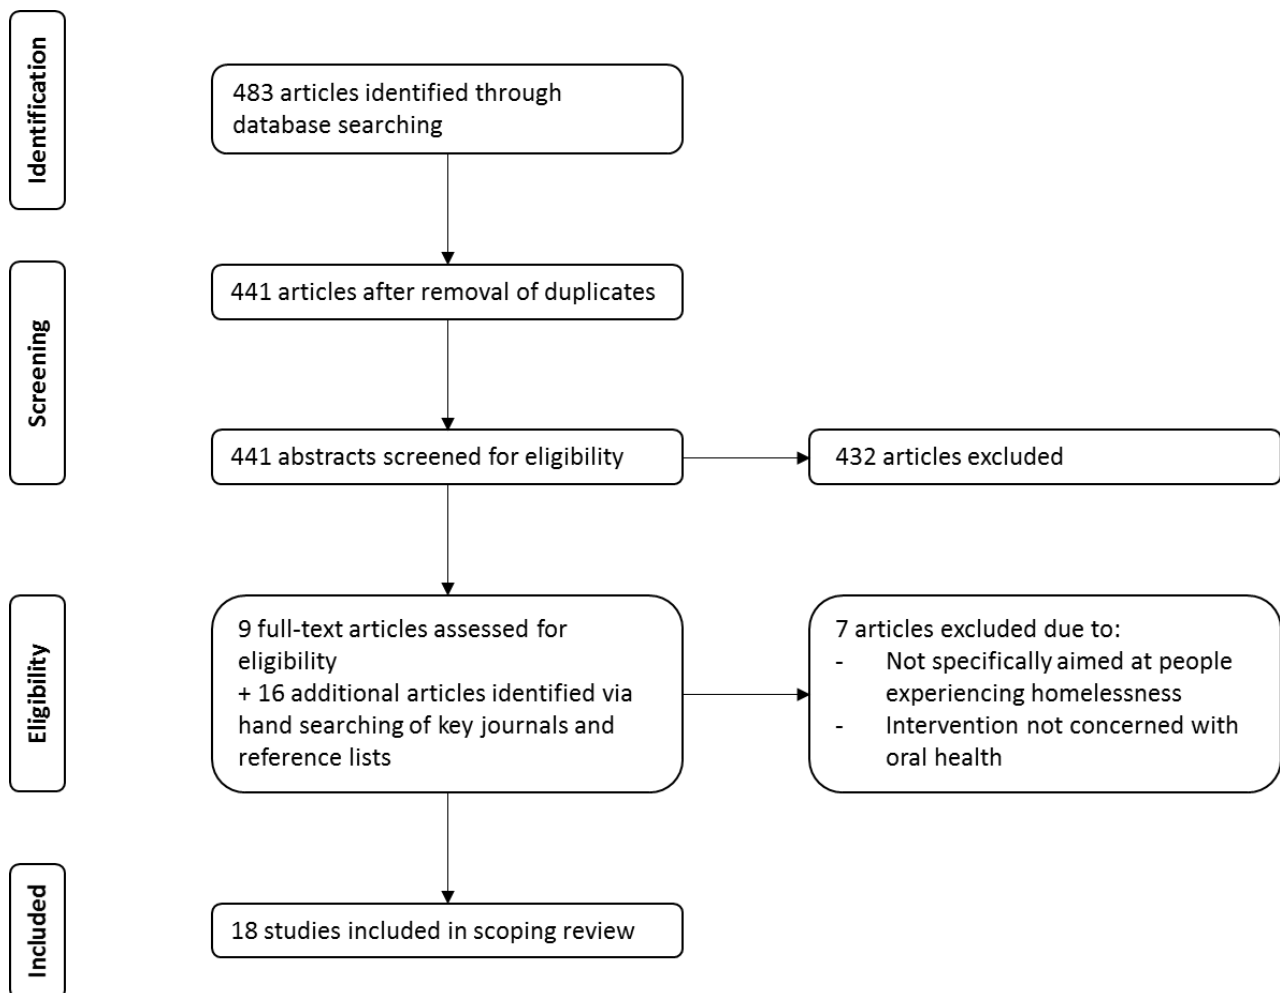 Identification
483 articles identified through
database searching
Screening
441 articles after removal of duplicates
441 abstracts screened for eligibility
432 articles excluded
Eligibility
9 full-text articles assessed for
eligibility
+ 16 additional articles identified via
hand searching of key journals and
reference lists
7 articles excluded due to:
- Not specifically aimed at people
experiencing homelessness
- Intervention not concerned with
oral health
Included
18 studies included in scoping review